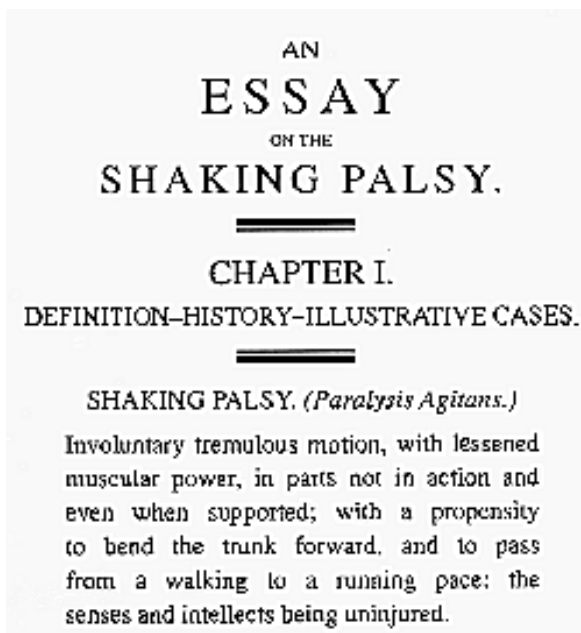 AN
ESSAY
ON THE
SHAKING PALSY.
CHAPTER I.
DEFINITION–HISTORY–ILLUSTRATIVE CASES.
SHAKING PALSY. (Paralysis Agitans.)
Involuntary tremulous motion, with lessened
muscular power, in parts not in action and
even when supported; with a propensity
to bend the trunk forward, and to pass
from a walking to a running pace: the
senses and intellects being uninjured.